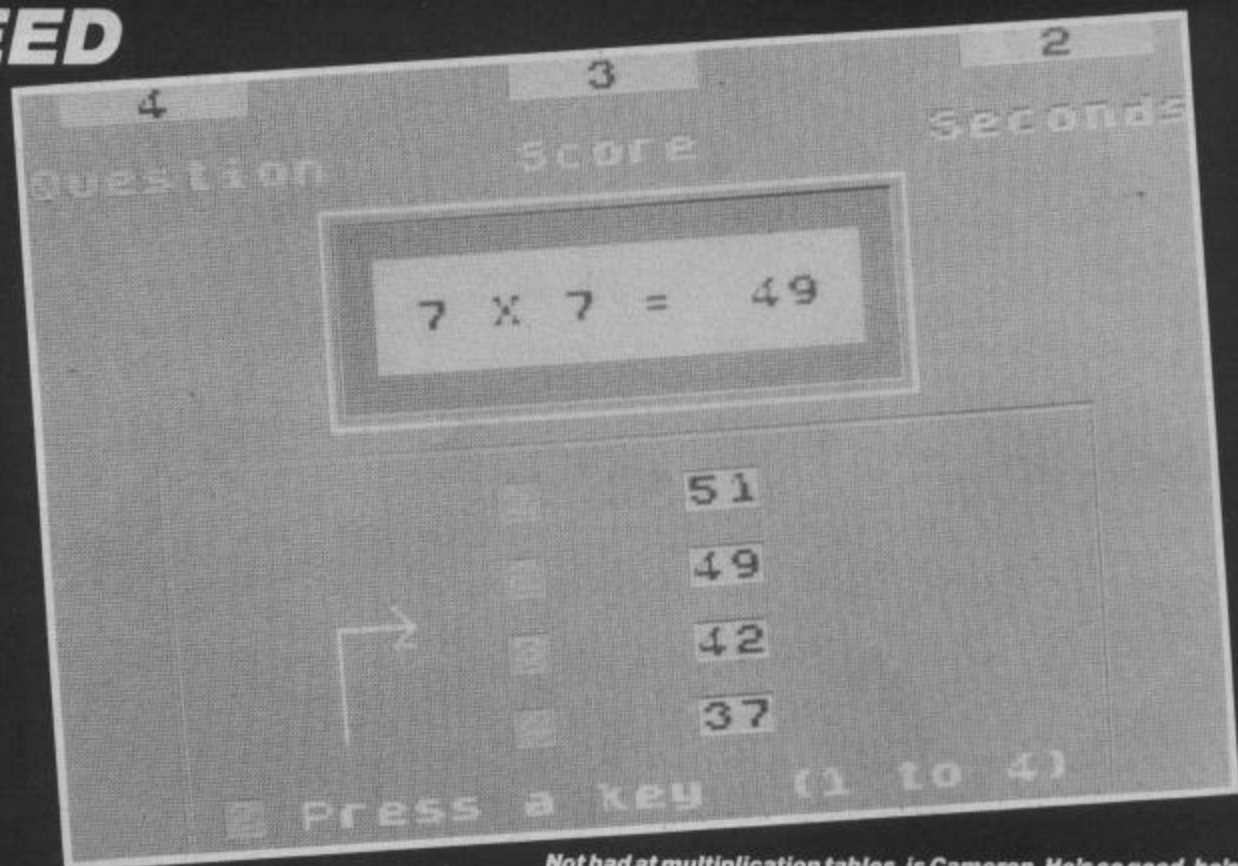 EED
4 3 2
Question Score Seconds
7 X 7 = 49
51
49
42
37
Press a key (1 to 4)
Not bad at multiplication tables, is Cameron. He's so good, he's